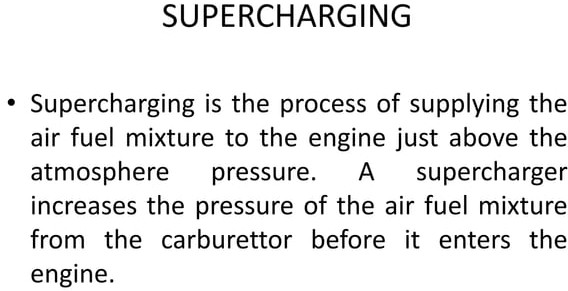 SUPERCHARGING
• Supercharging is the process of supplying the
air fuel mixture to the engine just above the
atmosphere pressure. A supercharger
increases the pressure of the air fuel mixture
from the carburettor before it enters the
engine.